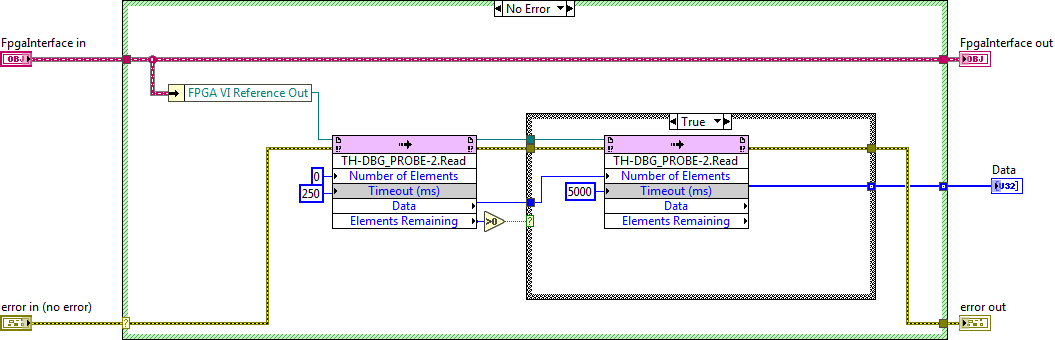 No Error
FpgaInterface in
OBJ
FpgaInterface out
OBJ
FPGA VI Reference Out
True
TH-DBG_PROBE-2.Read
TH-DBG_PROBE-2.Read
0
Number of Elements
Number of Elements
Data
250
Timeout (ms)
5000
Timeout (ms)
U32
Data
Data
Elements Remaining
>0
?
Elements Remaining
error in (no error)
error out
?